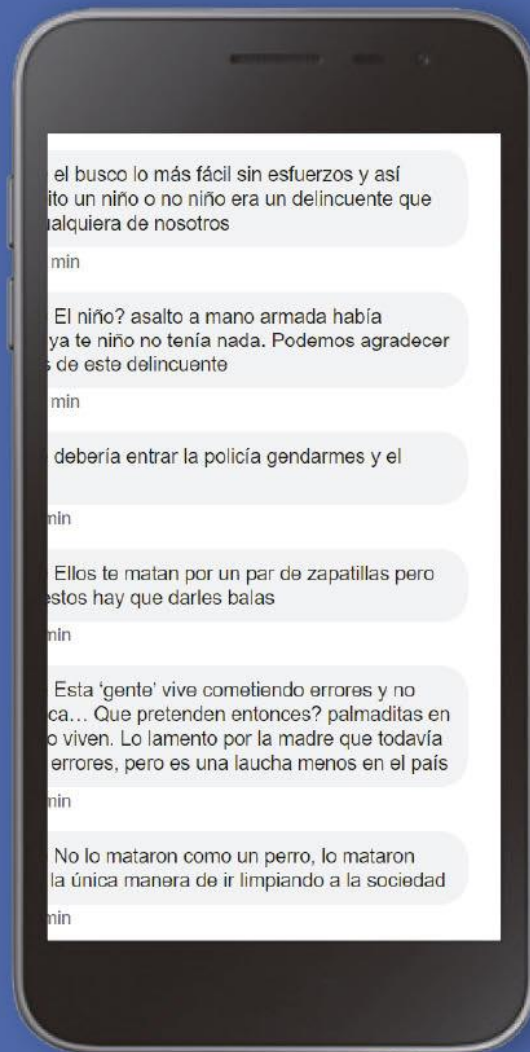 el busco lo más fácil sin esfuerzos y así
ito un niño o no niño era un delincuente que
alquiera de nosotros
min
El niño? asalto a mano armada había
ya te niño no tenía nada. Podemos agradecer
s de este delincuente
min
debería entrar la policía gendarmes y el
min
Ellos te matan por un par de zapatillas pero
estos hay que darles balas
min
Esta ‘gente’ vive cometiendo errores y no
ca… Que pretenden entonces? palmaditas en
o viven. Lo lamento por la madre que todavía
errores, pero es una laucha menos en el país
min
No lo mataron como un perro, lo mataron
la única manera de ir limpiando a la sociedad
min